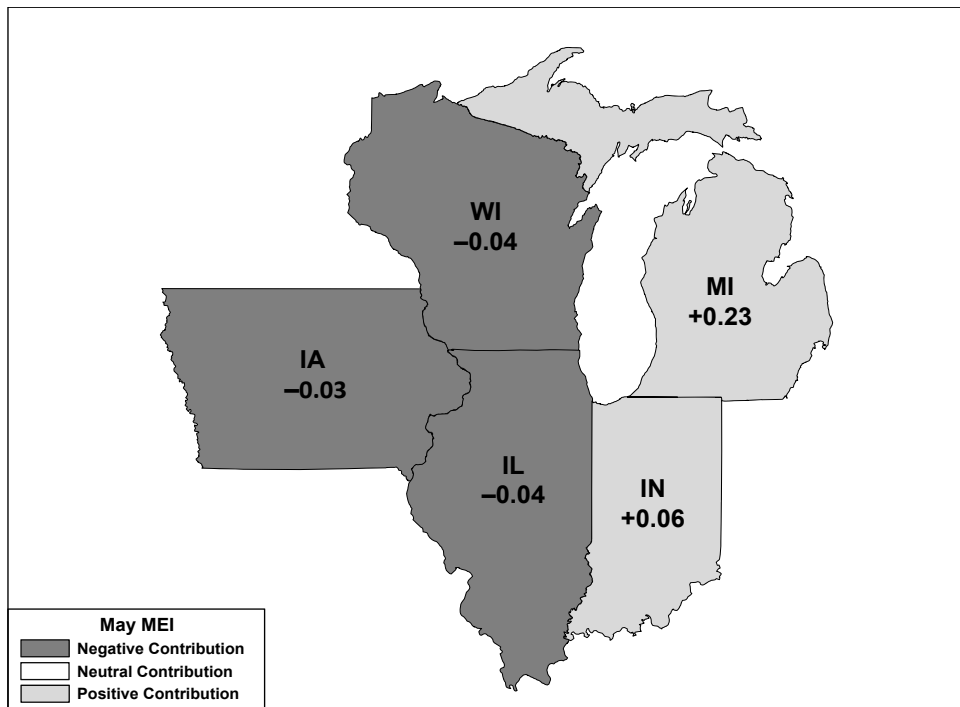 WI
−0.04
MI
+0.23
IA
−0.03
IL
−0.04
IN
+0.06
May MEI
Negative Contribution
Neutral Contribution
Positive Contribution